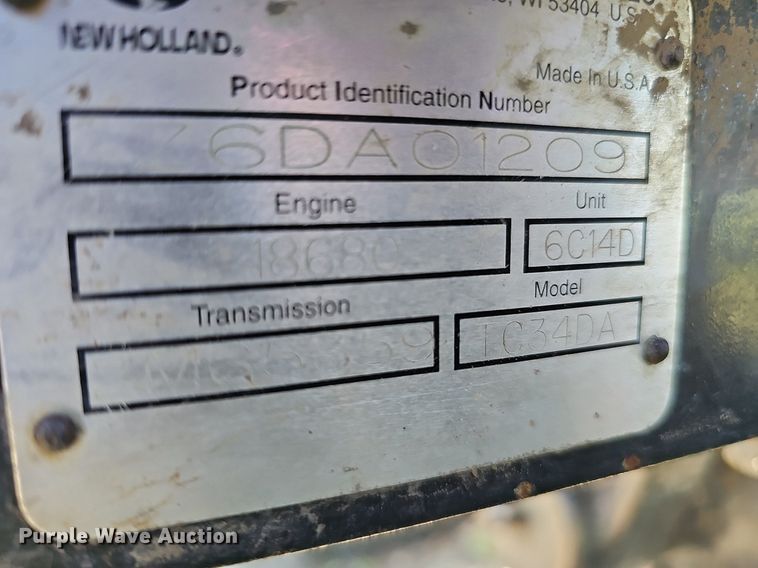 WI 53404 U.S.
NEW HOLLAND®
Made In U.S.A
Product Identification Number
Engine
Unit
18680
6C14D
Transmission
Model
TC34DA
Purple Wave Auction